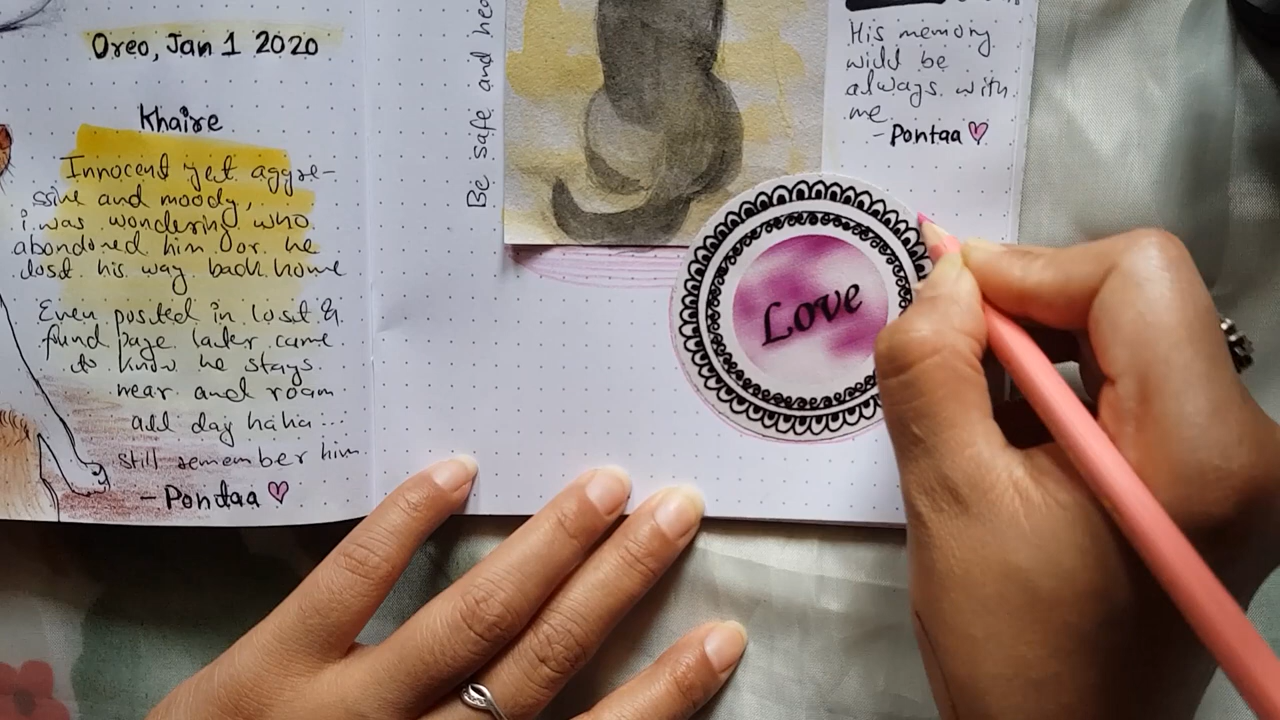 Oreo, Jan 1 2020
Khaire
Innocent yet aggre-
ssive and moody,
i was wondering who
abondoned him or he
lost his way back home
Even posted in lost &
fund page later came
to know he stays
near and roam
all day haha...
still remember him
- Pontaa
Be safe and
His memory
will be
always with
me
- Pontaa
Love